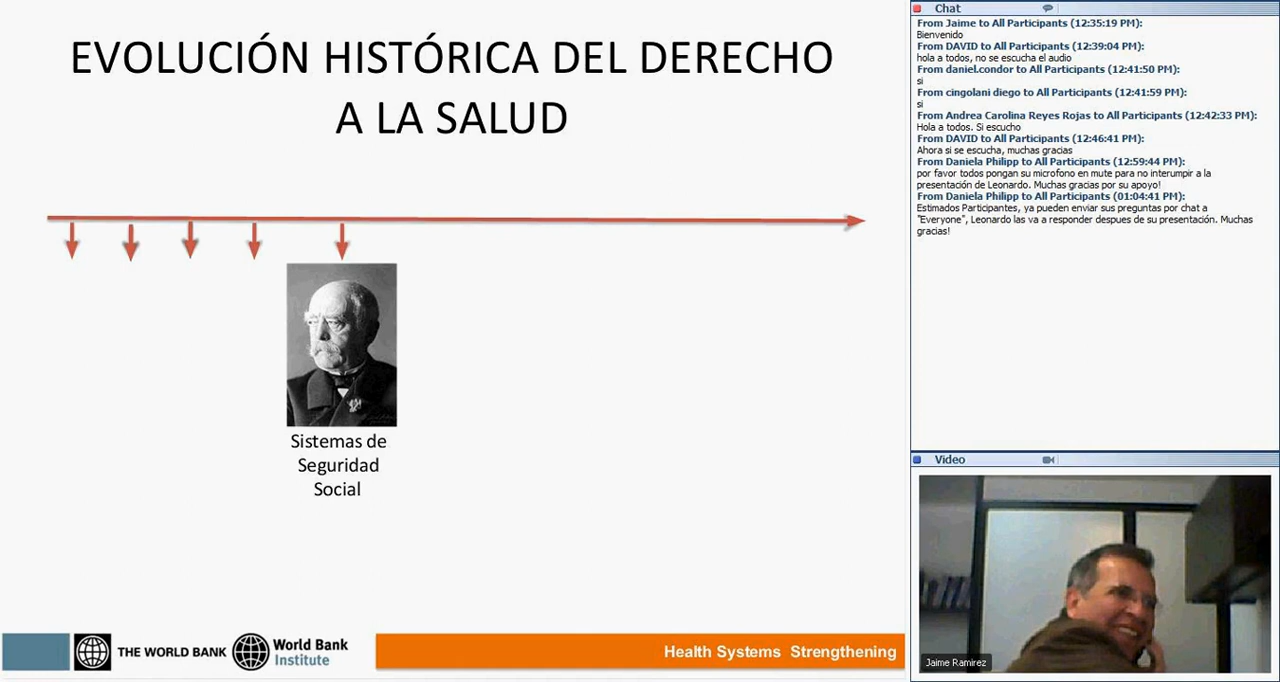 EVOLUCIÓN HISTÓRICA DEL DERECHO
A LA SALUD
Sistemas de
Seguridad
Social
THE WORLD BANK
World Bank
Institute
Health Systems Strengthening
Chat
From Jaime to All Participants (12:35:19 PM):
Bienvenido
From DAVID to All Participants (12:39:04 PM):
hola a todos, no se escucha el audio
From daniel.condor to All Participants (12:41:50 PM):
si
From cingolani diego to All Participants (12:41:59 PM):
si
From Andrea Carolina Reyes Rojas to All Participants (12:42:33 PM):
Hola a todos. Si escucho
From DAVID to All Participants (12:46:41 PM):
Ahora si se escucha, muchas gracias
From Daniela Philipp to All Participants (12:59:44 PM):
por favor todos pongan su microfono en mute para no interumpir a la
presentación de Leonardo. Muchas gracias por su apoyo!
From Daniela Philipp to All Participants (01:04:41 PM):
Estimados Participantes, ya pueden enviar sus preguntas por chat a
"Everyone", Leonardo las va a responder despues de su presentación. Muchas
gracias!
Video
Jaime Ramirez